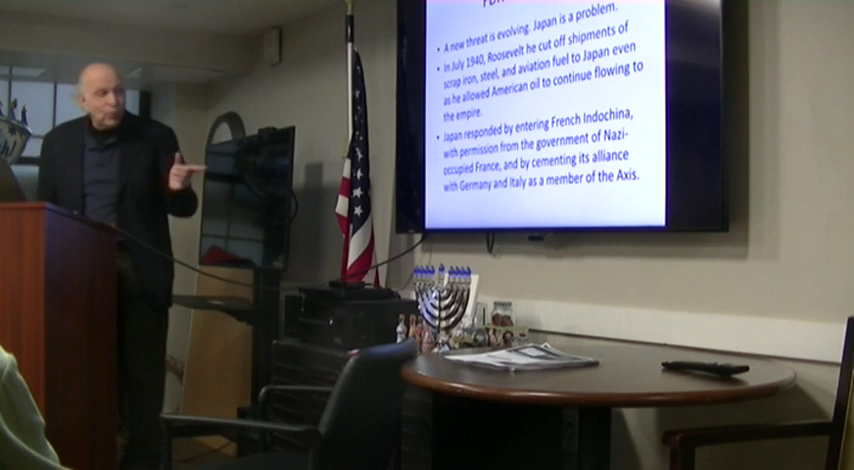 • A new threat is evolving. Japan is a problem.
• In July 1940, Roosevelt he cut off shipments of
scrap iron, steel, and aviation fuel to Japan even
as he allowed American oil to continue flowing to
the empire.
• Japan responded by entering French Indochina,
with permission from the government of Nazi-
occupied France, and by cementing its alliance
with Germany and Italy as a member of the Axis.